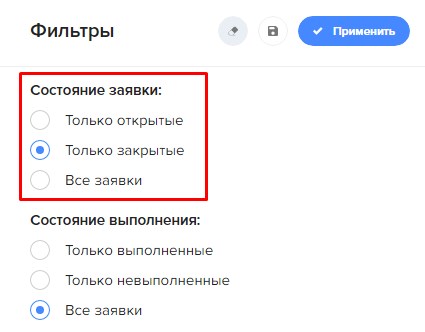 Фильтры
Применить
Состояние заявки:
Только открытые
Только закрытые
Все заявки
Состояние выполнения:
Только выполненные
Только невыполненные
Все заявки